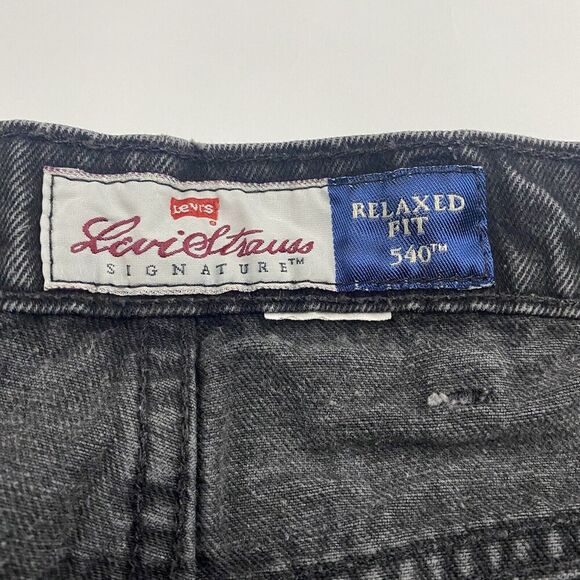 Levi's
Levi Strauss
SIGNATURE™
RELAXED
FIT
540™